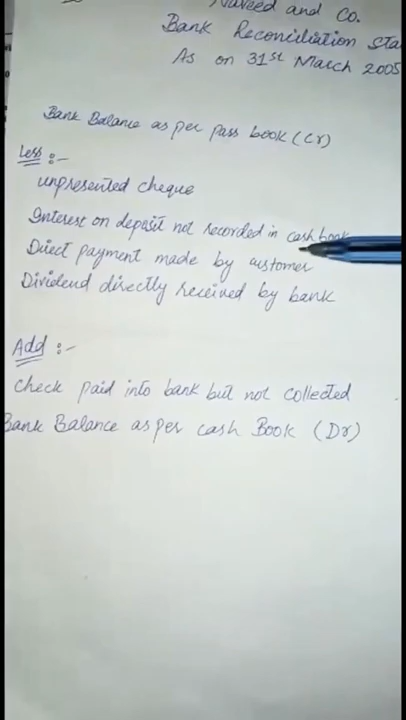 Naveed and Co.
Bank Reconciliation Sta
As on 31st March 2005
Bank Balance as per pass book (Cr)
Less :-
unpresented cheque
Interest on deposit not recorded in cash book
Direct payment made by customer
Dividend directly received by bank
Add :-
check paid into bank but not collected
Bank Balance as per cash Book (Dr)